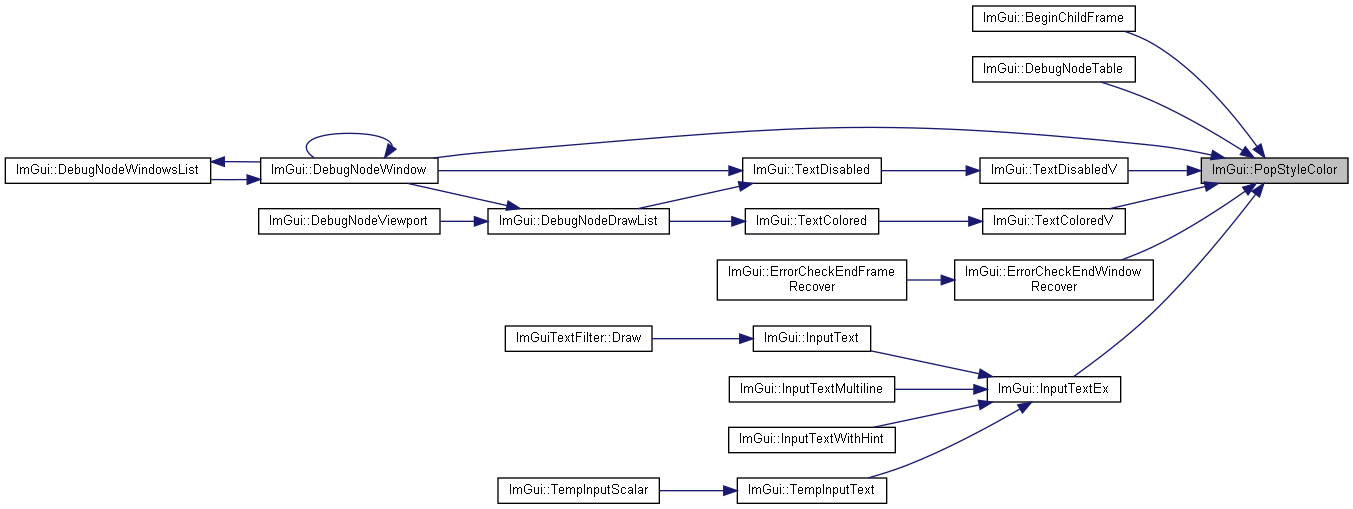 ImGui::BeginChildFrame
ImGui::DebugNodeTable
ImGui::DebugNodeWindowsList
ImGui::DebugNodeWindow
ImGui::TextDisabled
ImGui::TextDisabledV
ImGui::PopStyleColor
ImGui::DebugNodeViewport
ImGui::DebugNodeDrawList
ImGui::TextColored
ImGui::TextColoredV
ImGui::ErrorCheckEndFrame
Recover
ImGui::ErrorCheckEndWindow
Recover
ImGuiTextFilter::Draw
ImGui::InputText
ImGui::InputTextMultiline
ImGui::InputTextEx
ImGui::InputTextWithHint
ImGui::TempInputScalar
ImGui::TempInputText